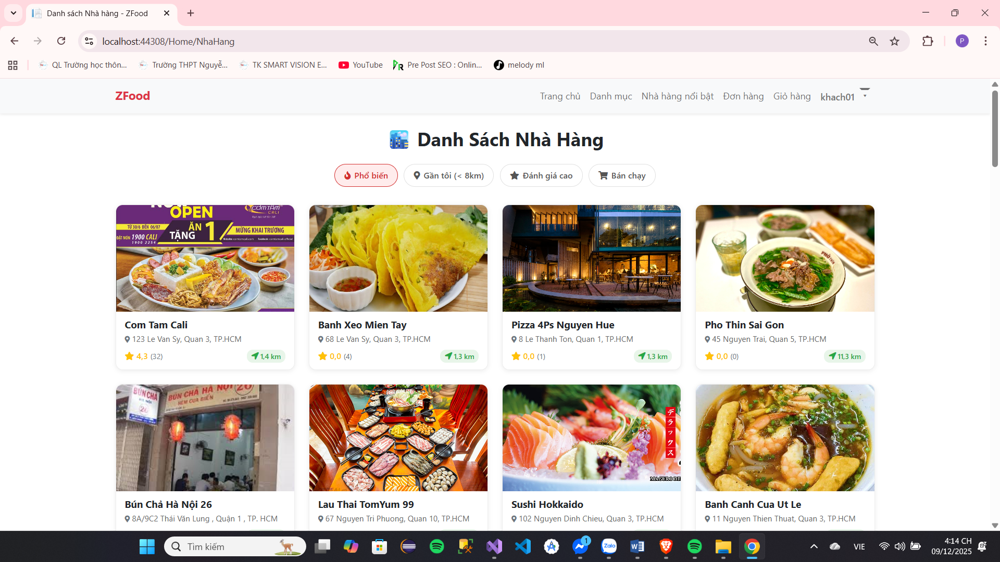 Danh sách Nhà hàng - ZFood
localhost:44308/Home/NhaHang
P
QL Trường học thôn...
Trường THPT Nguyễ...
TK SMART VISION E...
YouTube
Pre Post SEO : Onlin...
melody ml
ZFood
Trang chủ
Danh mục
Nhà hàng nổi bật
Đơn hàng
Giỏ hàng
khach01
Danh Sách Nhà Hàng
Phổ biến
Gần tôi (< 8km)
Đánh giá cao
Bán chạy
OPEN
CƠM TẤM
CALI
TỪ 30/6 ĐẾN 06/07
ĂN 1
TẶNG
MỪNG KHAI TRƯƠNG
ĐẶT MÓN 1900 CALI
1900 2254
Website: comtamcali.com Facebook: comtamcali.official
PHỞ THÌN
Com Tam Cali
123 Le Van Sy, Quan 3, TP.HCM
4,3 (32)
1,4 km
Banh Xeo Mien Tay
68 Le Van Sy, Quan 3, TP.HCM
0,0 (4)
1,3 km
Pizza 4Ps Nguyen Hue
8 Le Thanh Ton, Quan 1, TP.HCM
0,0 (1)
1,3 km
Pho Thin Sai Gon
45 Nguyen Trai, Quan 5, TP.HCM
0,0 (0)
11,3 km
BÚN CHẢ
26
BÚN CHẢ HÀ NỘI 26
NEM CUA BIỂN
デラックス
MAGURO DE
Bún Chả Hà Nội 26
8A/9C2 Thái Văn Lung , Quận 1 , TP. HCM
Lau Thai TomYum 99
67 Nguyen Tri Phuong, Quan 10, TP.HCM
Sushi Hokkaido
102 Nguyen Dinh Chieu, Quan 3, TP.HCM
Banh Canh Cua Ut Le
11 Nguyen Thien Thuat, Quan 3, TP.HCM
Tìm kiếm
1
Zalo
VIE
4:14 CH
09/12/2025